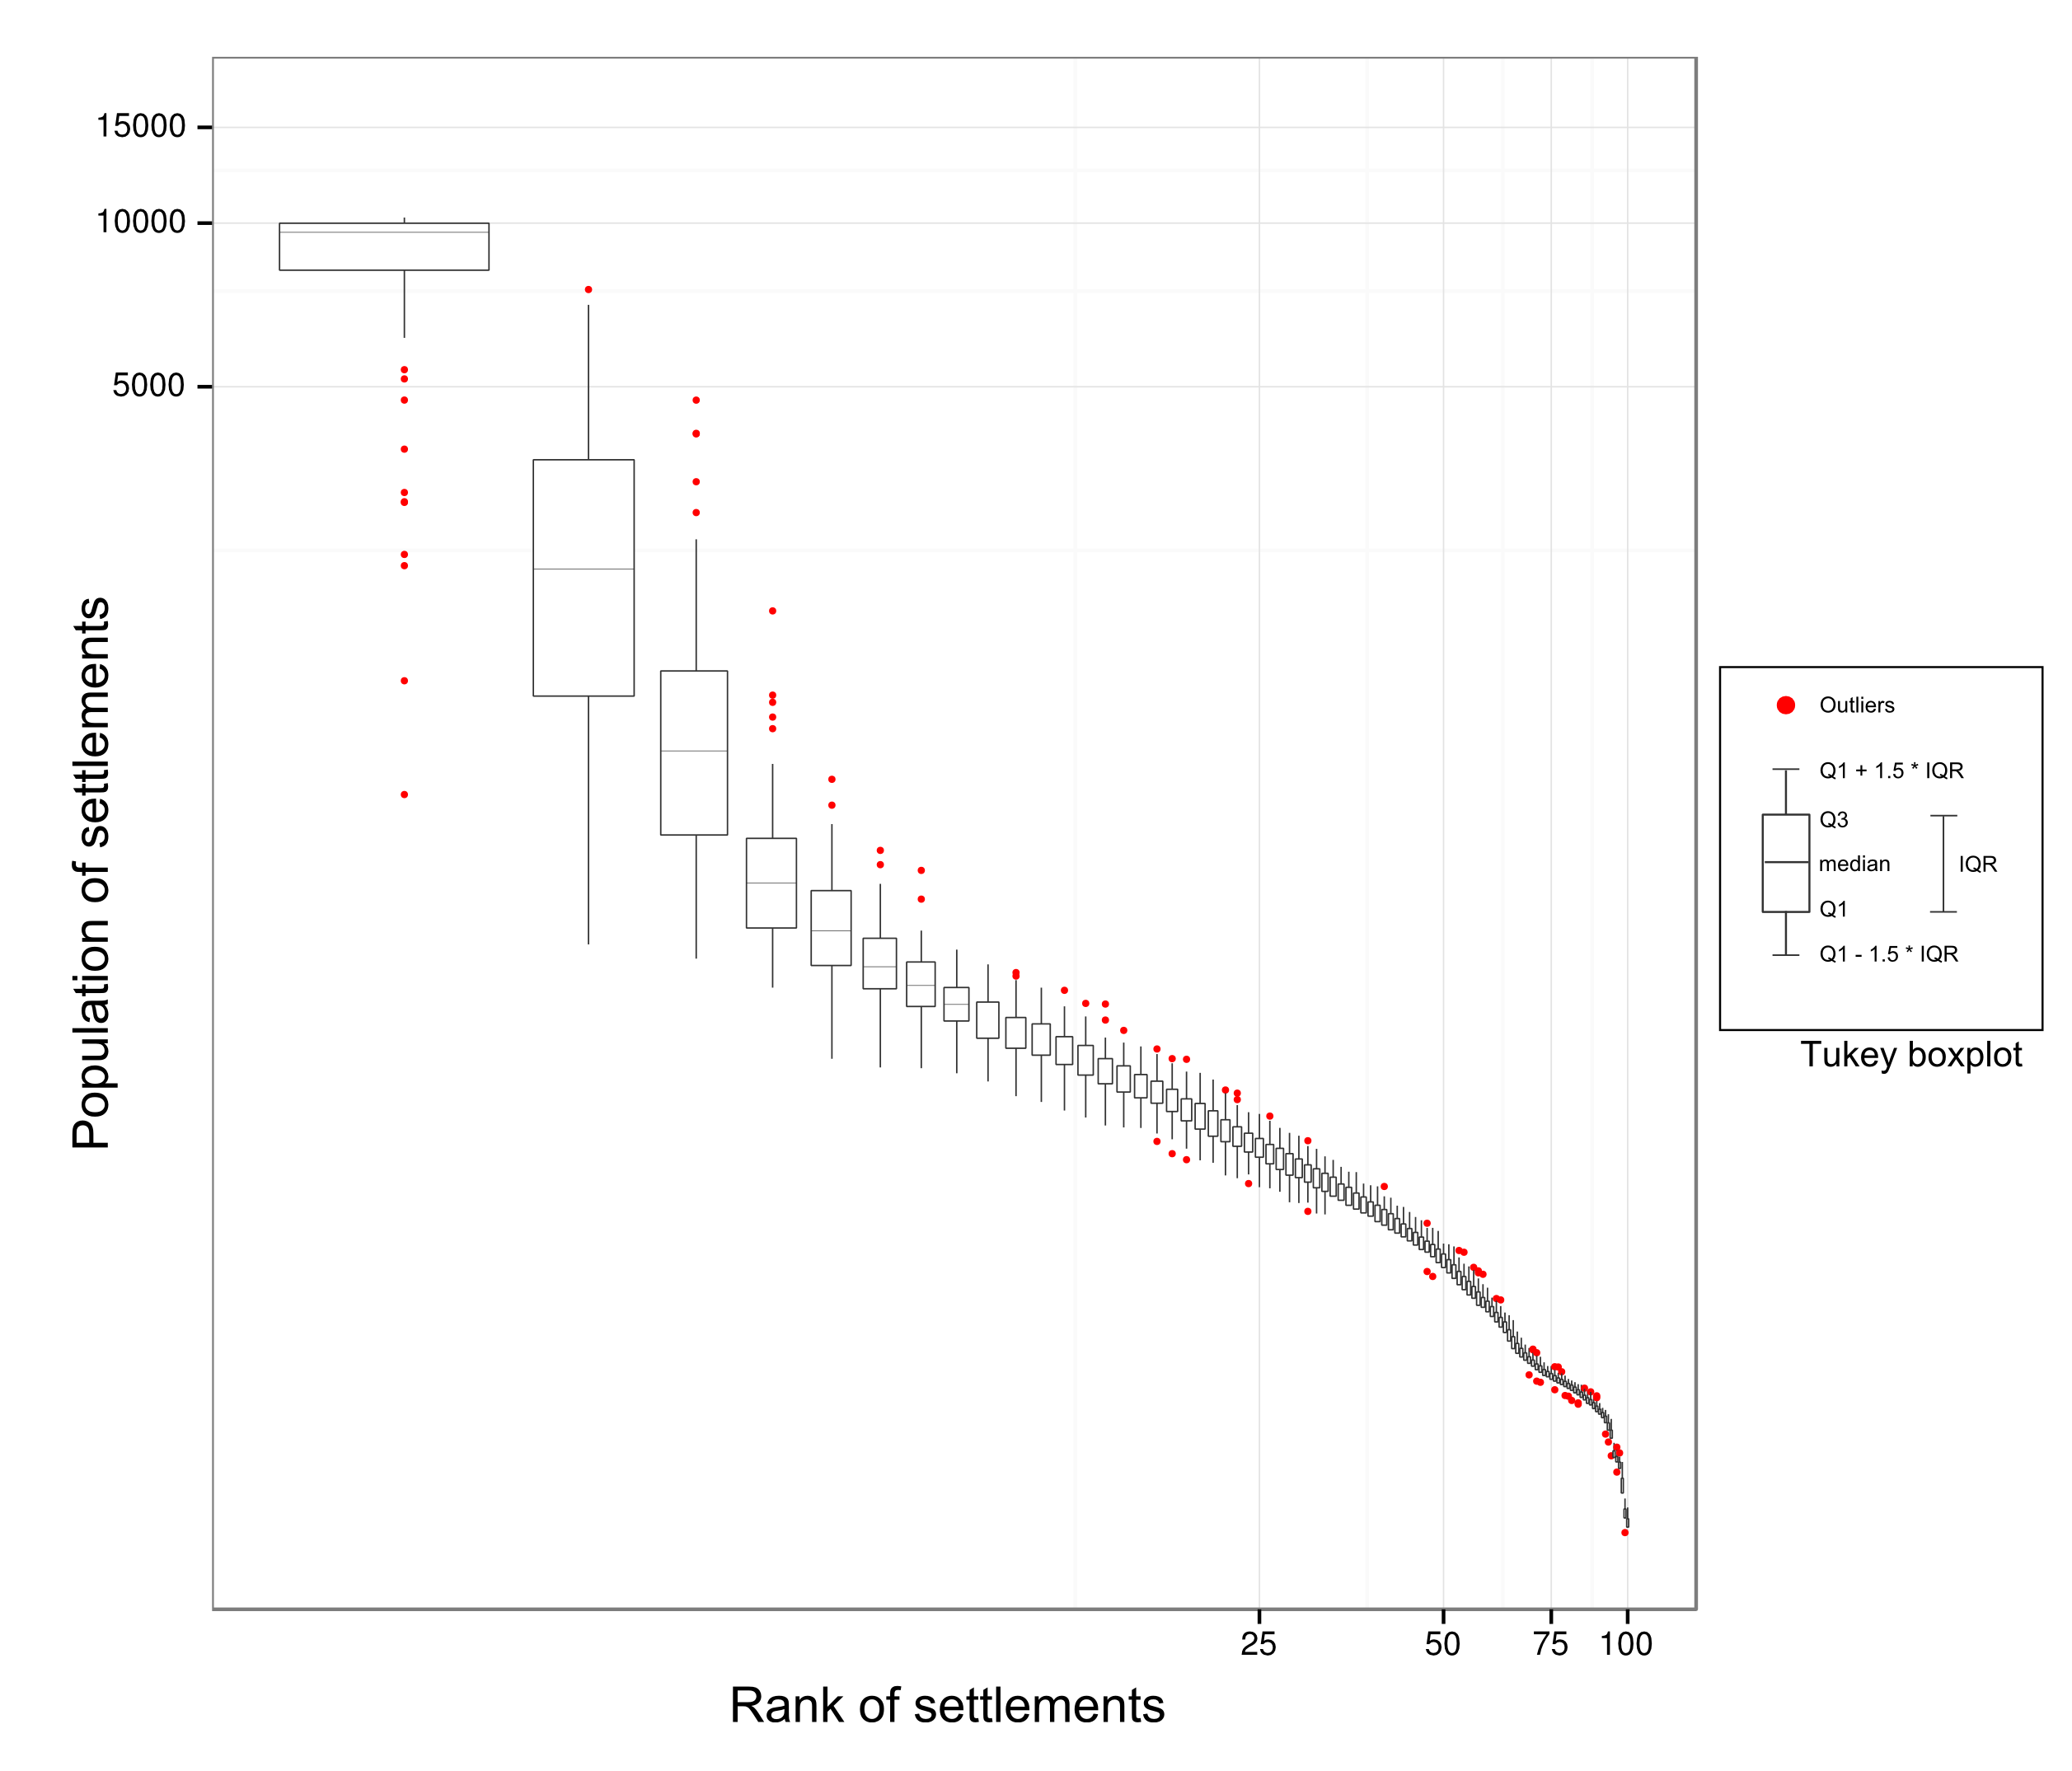 15000
10000
5000
Population of settlements
25 50 75 100
Rank of settlements
Outliers
Q1 + 1.5 * IQR
Q3
median
IQR
Q1
Q1 - 1.5 * IQR
Tukey boxplot